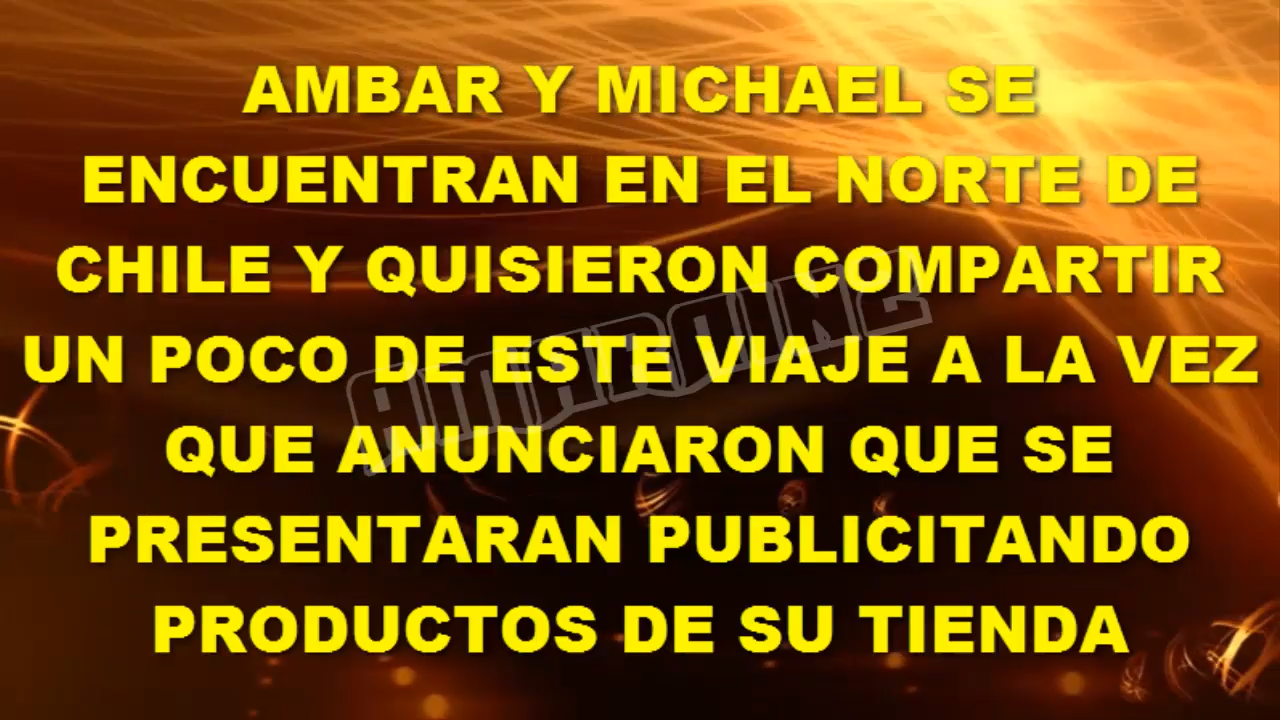 AMBAR Y MICHAEL SE
ENCUENTRAN EN EL NORTE DE
CHILE Y QUISIERON COMPARTIR
UN POCO DE ESTE VIAJE A LA VEZ
QUE ANUNCIARON QUE SE
PRESENTARAN PUBLICITANDO
PRODUCTOS DE SU TIENDA